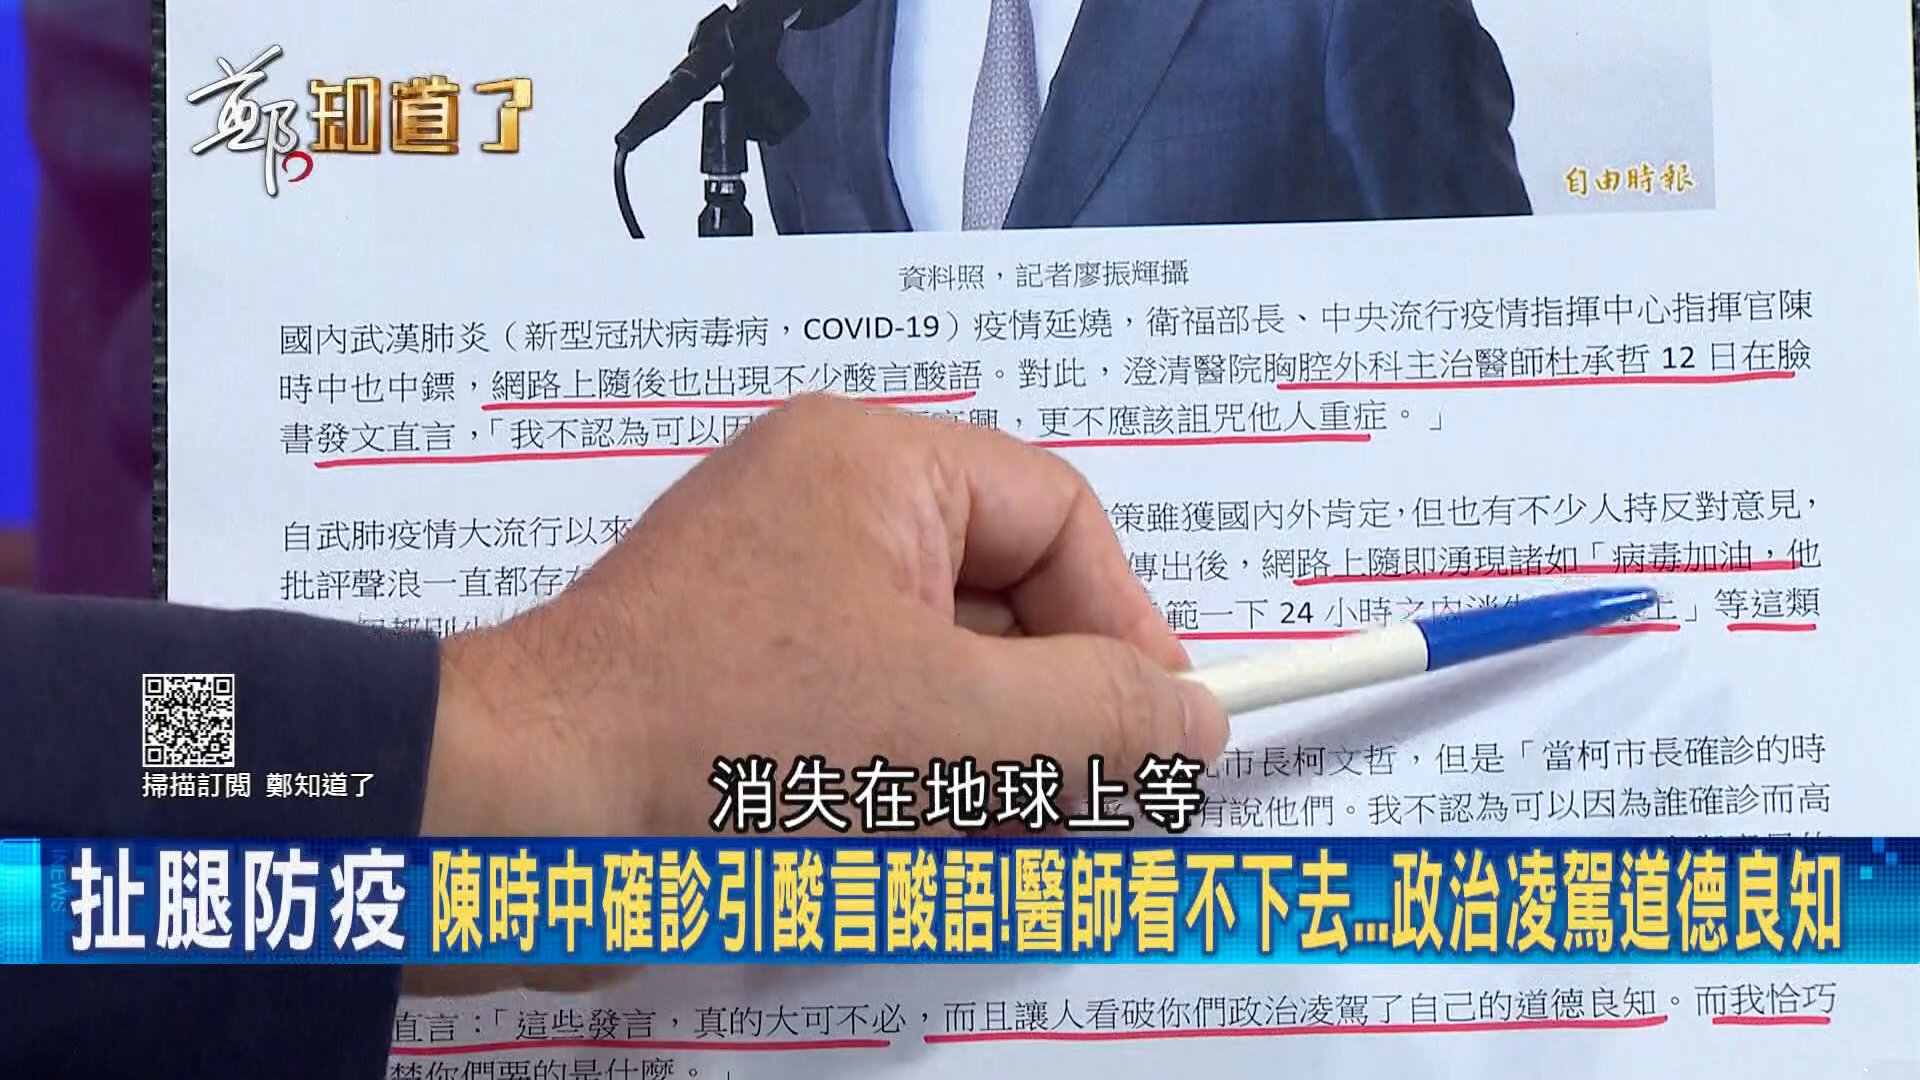 鄭知道了
自由時報
資料照，記者廖振輝攝
國內武漢肺炎（新型冠狀病毒病，COVID-19）疫情延燒，衛福部長、中央流行疫情指揮中心指揮官陳
時中也中鏢，網路上隨後也出現不少酸言酸語。對此，澄清醫院胸腔外科主治醫師杜承哲 12 日在臉
書發文直言，「我不認為可以因 高興，更不應該詛咒他人重症。」
自武肺疫情大流行以來 策雖獲國內外肯定，但也有不少人持反對意見，
批評聲浪一直都存在 傳出後，網路上隨即湧現諸如「病毒加油，他
範一下 24 小時之內消失 上」等這類
市長柯文哲，但是「當柯市長確診的時
有說他們。我不認為可以因為誰確診而高
掃描訂閱 鄭知道了
消失在地球上等
INEWS
扯腿防疫 陳時中確診引酸言酸語!醫師看不下去...政治凌駕道德良知
直言：「這些發言，真的大可不必，而且讓人看破你們政治凌駕了自己的道德良知。而我恰巧
你們要的是什麼。」